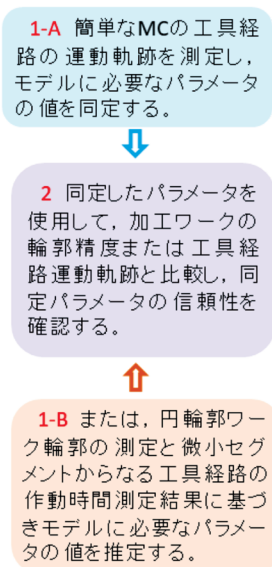 1-A 簡単なMCの工具経
路の運動軌跡を測定し，
モデルに必要なパラメータ
の値を同定する。
2 同定したパラメータを
使用して，加工ワークの
輪郭精度または工具経
路運動軌跡と比較し，同
定パラメータの信頼性を
確認する。
1-B または，円輪郭ワー
ク輪郭の測定と微小セグ
メントからなる工具経路の
作動時間測定結果に基づ
きモデルに必要なパラメー
タの値を推定する。